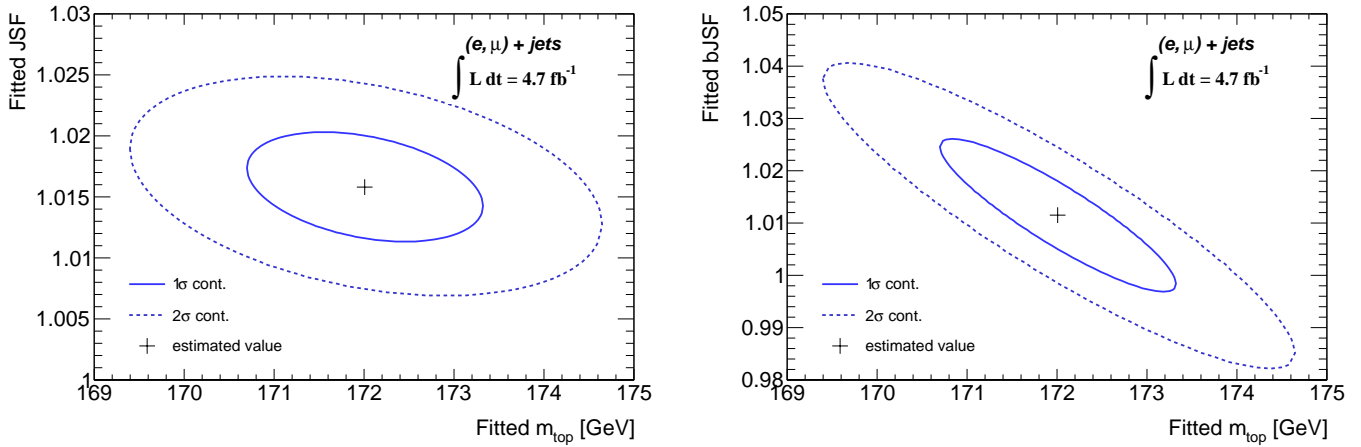 Fitted JSF
1.03
1.025
1.02
1.015
1.01
1.005
1
(e, μ) + jets
∫ L dt = 4.7 fb⁻¹
1σ cont.
2σ cont.
estimated value
169 170 171 172 173 174 175
Fitted m_top [GeV]
Fitted bJSF
1.05
1.04
1.03
1.02
1.01
1
0.99
0.98
(e, μ) + jets
∫ L dt = 4.7 fb⁻¹
1σ cont.
2σ cont.
estimated value
169 170 171 172 173 174 175
Fitted m_top [GeV]